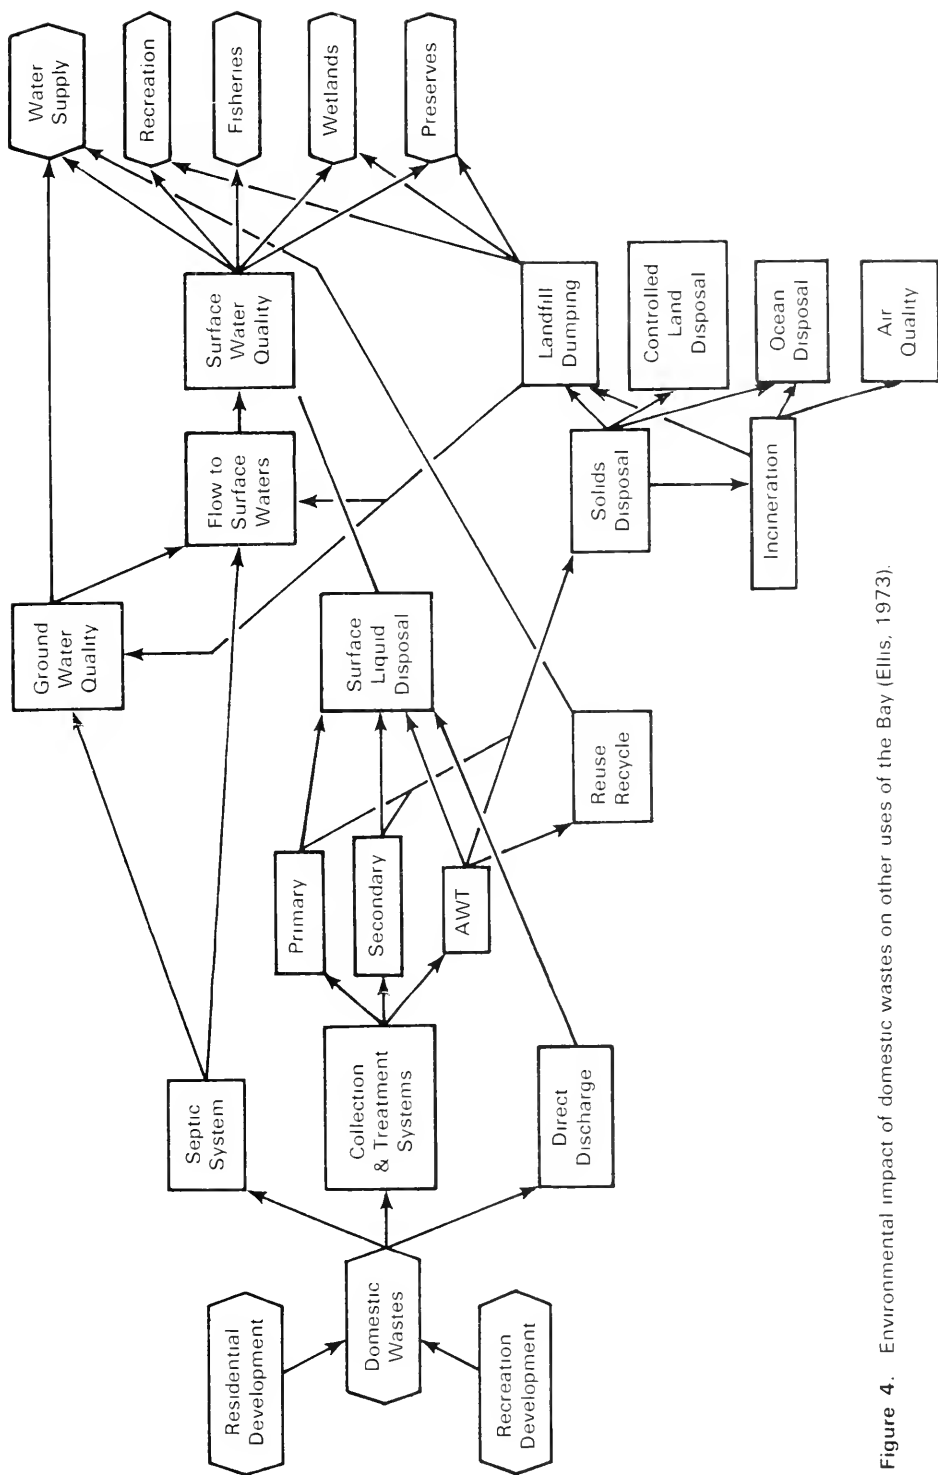 Residential
Development
Domestic
Wastes
Recreation
Development
Septic
System
Collection
& Treatment
Systems
Direct
Discharge
Primary
Secondary
AWT
Ground
Water
Quality
Surface
Liquid
Disposal
Reuse
Recycle
Flow to
Surface
Waters
Solids
Disposal
Incineration
Surface
Water
Quality
Landfill
Dumping
Controlled
Land
Disposal
Ocean
Disposal
Air
Quality
Water
Supply
Recreation
Fisheries
Wetlands
Preserves
Figure 4. Environmental impact of domestic wastes on other uses of the Bay (Ellis, 1973).